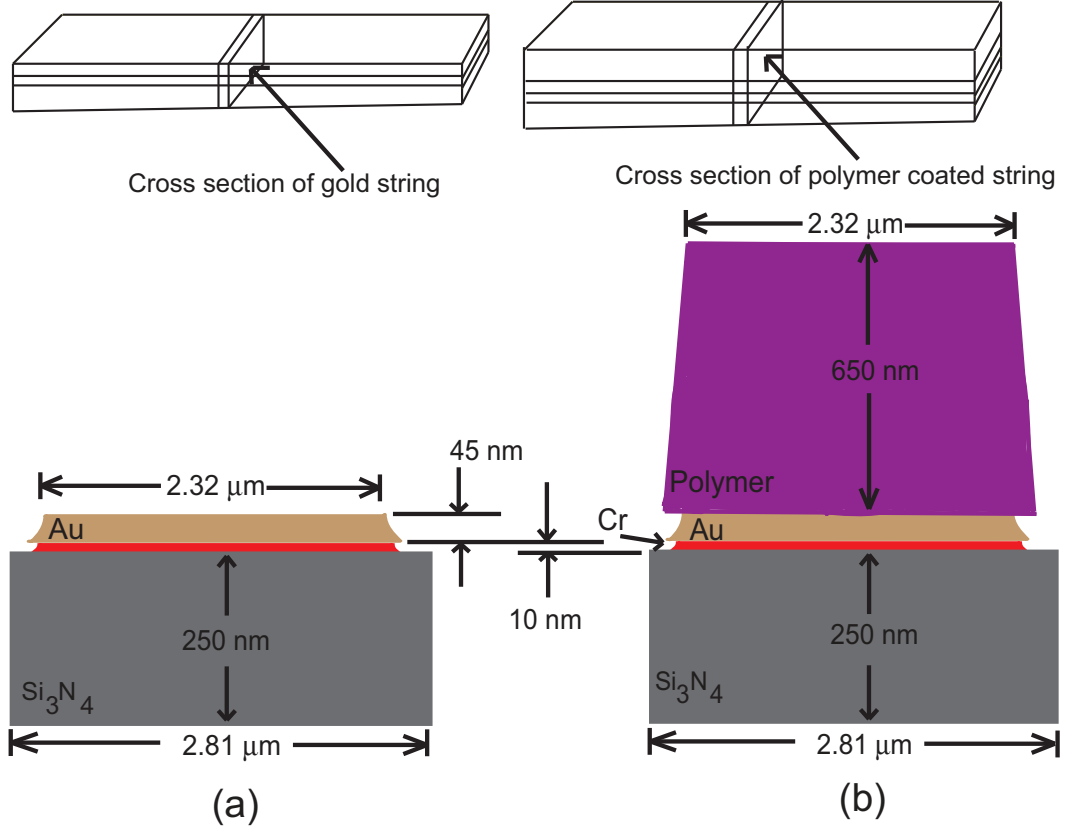 Cross section of gold string
Cross section of polymer coated string
2.32 μm
650 nm
Polymer
45 nm
2.32 μm
Au
Cr
Au
10 nm
250 nm
Si3N4
2.81 μm
250 nm
Si3N4
2.81 μm
(a)
(b)